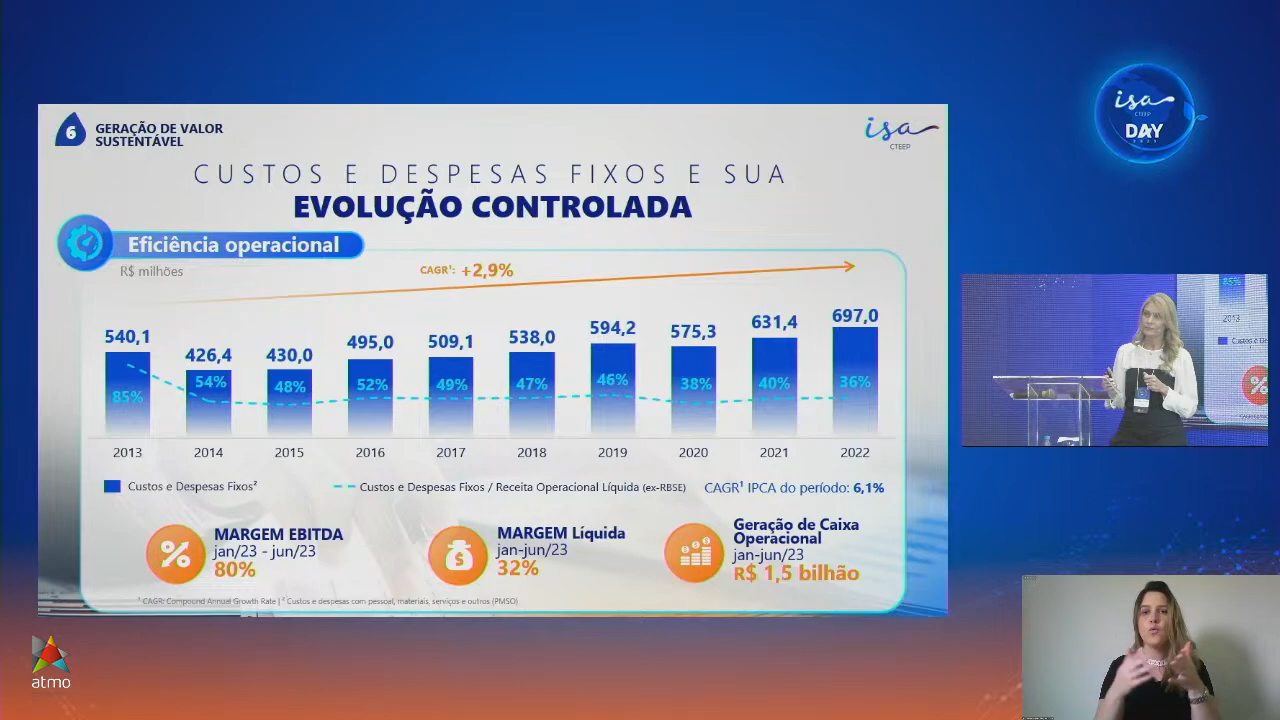 6
GERAÇÃO DE VALOR
SUSTENTÁVEL
isa
CTEEP
CUSTOS E DESPESAS FIXOS E SUA
EVOLUÇÃO CONTROLADA
Eficiência operacional
R$ milhões
CAGR¹: +2,9%
540,1 426,4 430,0 495,0 509,1 538,0 594,2 575,3 631,4 697,0
85% 54% 48% 52% 49% 47% 46% 38% 40% 36%
2013 2014 2015 2016 2017 2018 2019 2020 2021 2022
Custos e Despesas Fixos²
Custos e Despesas Fixos / Receita Operacional Líquida (ex-RBSE)
CAGR¹ IPCA do período: 6,1%
MARGEM EBITDA
jan/23 - jun/23
80%
MARGEM Líquida
jan-jun/23
32%
Geração de Caixa
Operacional
jan-jun/23
R$ 1,5 bilhão
¹ CAGR: Compound Annual Growth Rate | ² Custos e despesas com pessoal, materiais, serviços e outros (PMSO)
isa
CTEEP
DAY
85%
2013
atmo